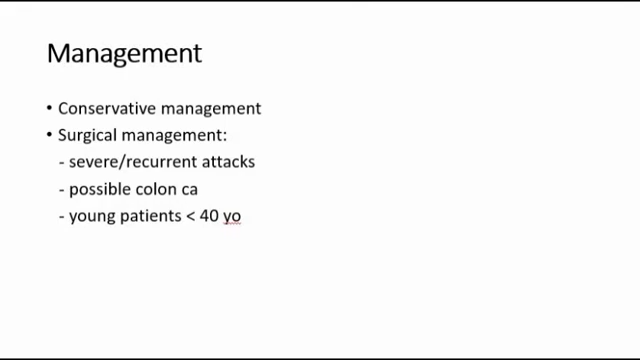 Management
• Conservative management
• Surgical management:
- severe/recurrent attacks
- possible colon ca
- young patients < 40 yo